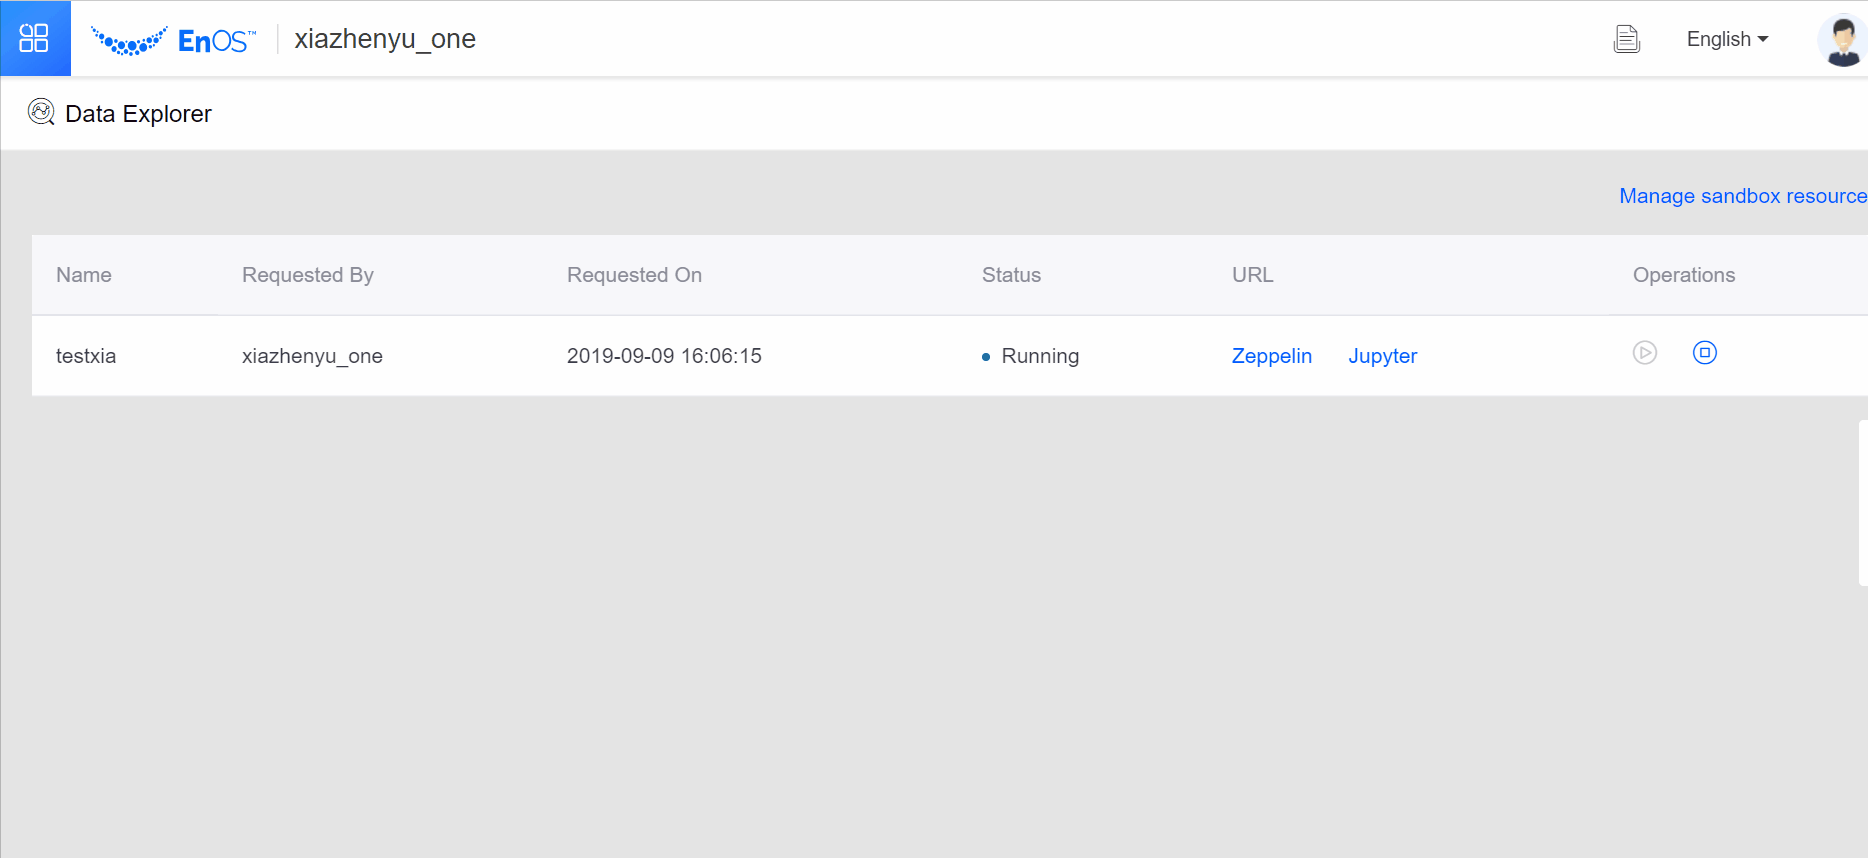 EnOS™ xiazhenyu_one English
Data Explorer
Manage sandbox resource
Name Requested By Requested On Status URL Operations
testxia xiazhenyu_one 2019-09-09 16:06:15 Running Zeppelin Jupyter